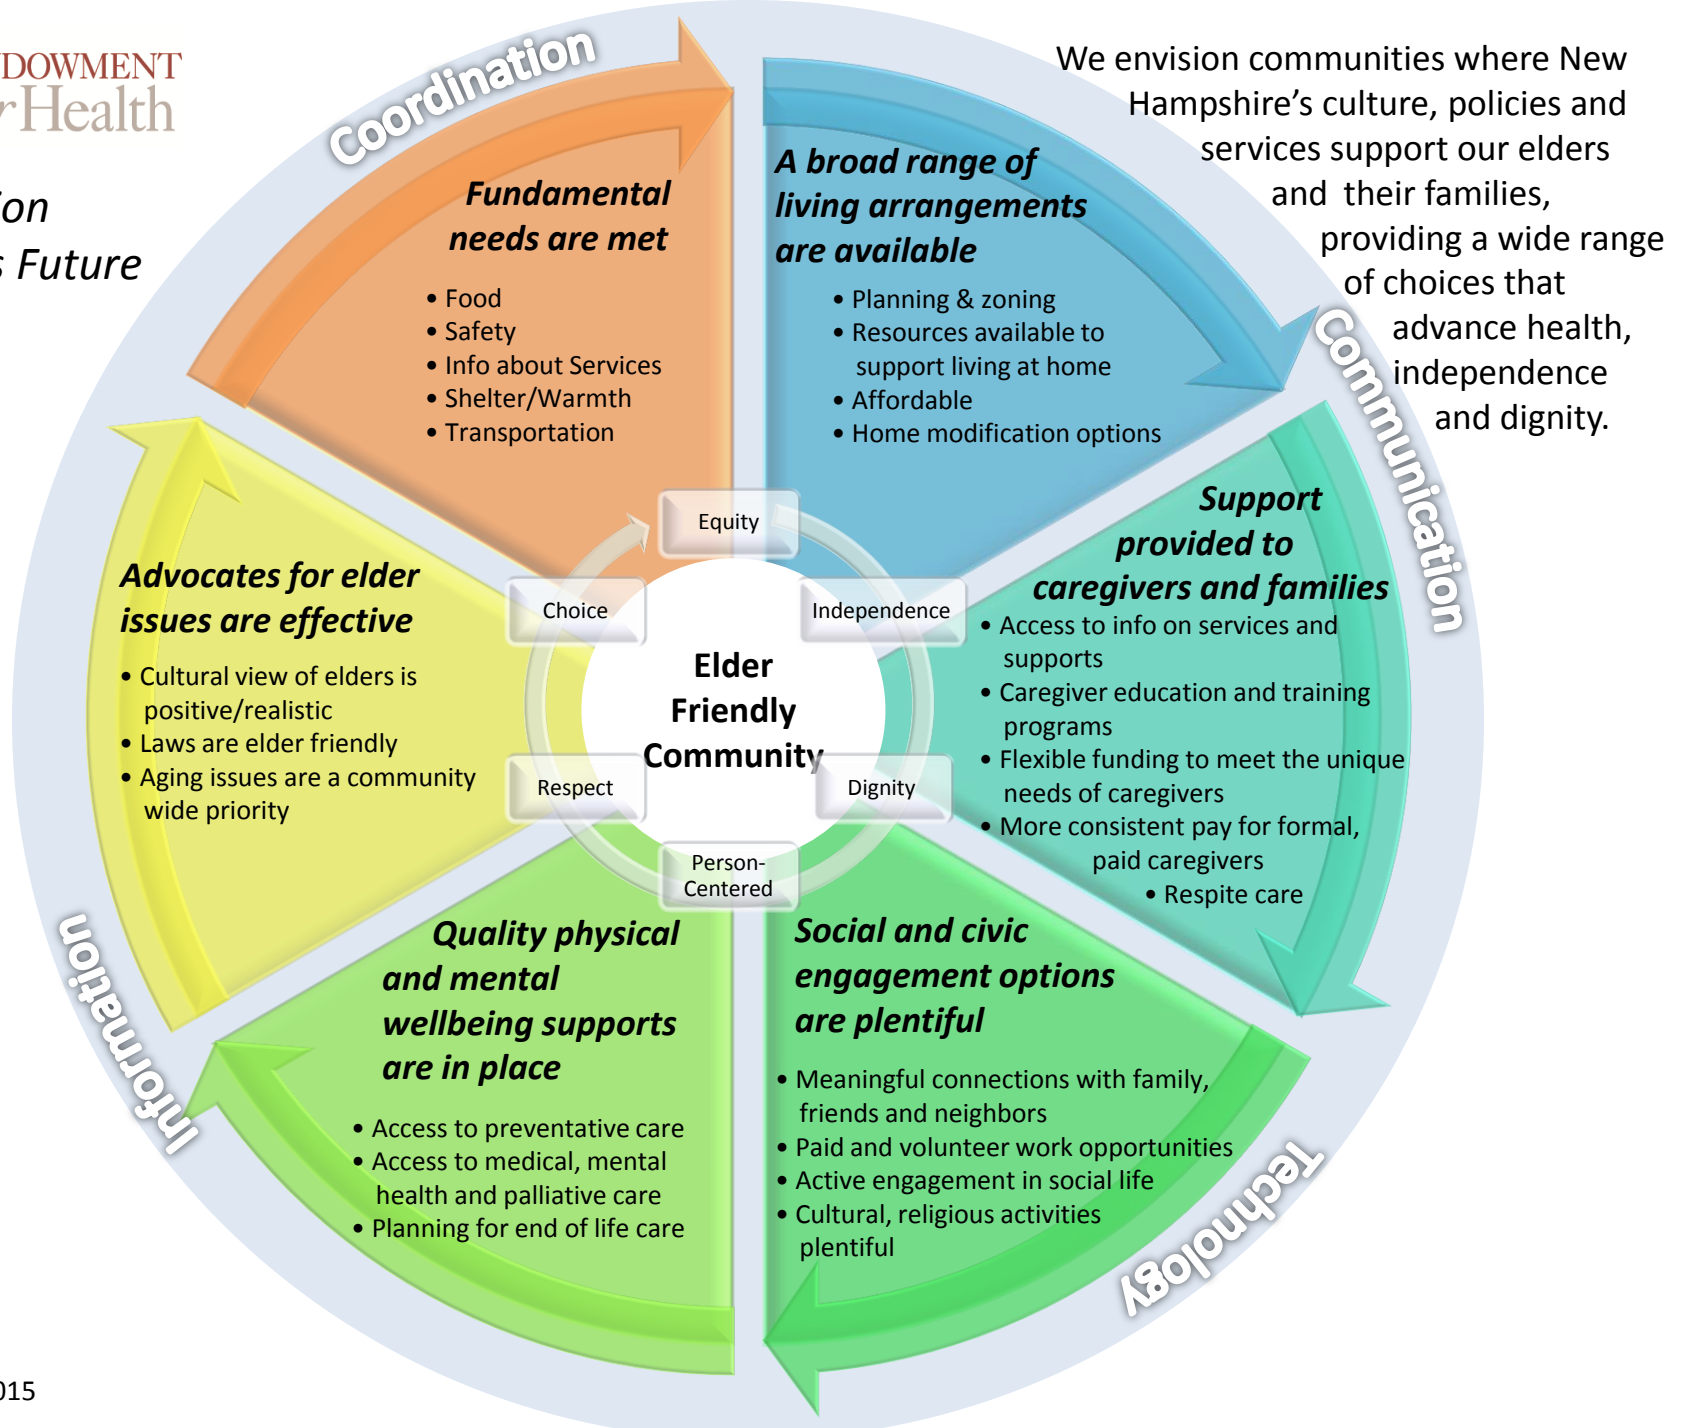 NDOWMENT
for Health
s Future
Coordination
We envision communities where New
Hampshire's culture, policies and
services support our elders
and their families,
providing a wide range
of choices that
advance health,
independence
and dignity.
Fundamental
needs are met
• Food
• Safety
• Info about Services
• Shelter/Warmth
• Transportation
A broad range of
living arrangements
are available
• Planning & zoning
• Resources available to
support living at home
• Affordable
• Home modification options
Communication
Support
provided to
caregivers and families
• Access to info on services and
supports
• Caregiver education and training
programs
• Flexible funding to meet the unique
needs of caregivers
• More consistent pay for formal,
paid caregivers
• Respite care
Social and civic
engagement options
are plentiful
• Meaningful connections with family,
friends and neighbors
• Paid and volunteer work opportunities
• Active engagement in social life
• Cultural, religious activities
plentiful
Technology
Quality physical
and mental
wellbeing supports
are in place
• Access to preventative care
• Access to medical, mental
health and palliative care
• Planning for end of life care
Information
Advocates for elder
issues are effective
• Cultural view of elders is
positive/realistic
• Laws are elder friendly
• Aging issues are a community
wide priority
Equity
Independence
Dignity
Person-
Centered
Respect
Choice
Elder
Friendly
Community
015